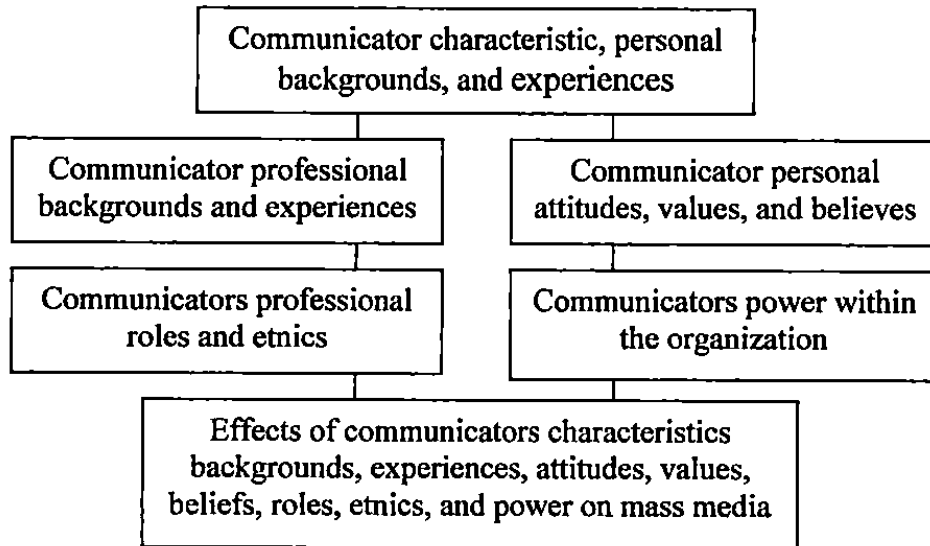 Communicator characteristic, personal
backgrounds, and experiences
Communicator professional
backgrounds and experiences
Communicator personal
attitudes, values, and believes
Communicators professional
roles and etnics
Communicators power within
the organization
Effects of communicators characteristics
backgrounds, experiences, attitudes, values,
beliefs, roles, etnics, and power on mass media